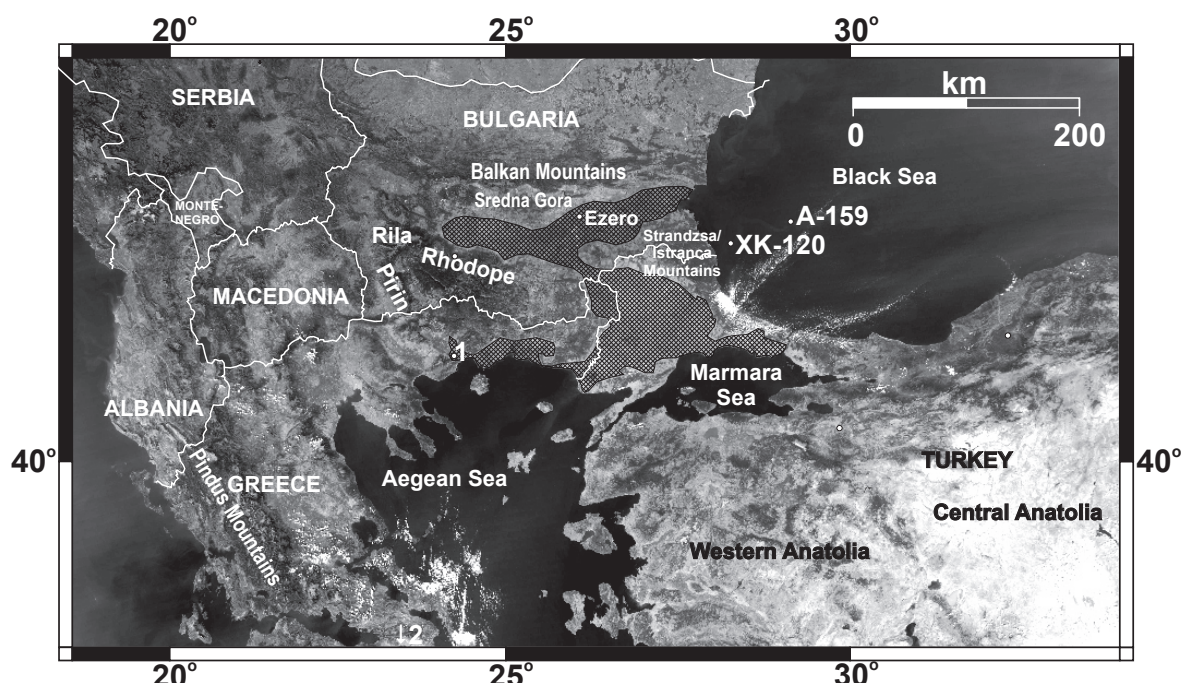 20°
25°
30°
km
0
200
SERBIA
BULGARIA
Balkan Mountains
Sredna Gora
Black Sea
MONTE-
NEGRO
Ezero
A-159
Rila
Strandzsa/
Istranca
Mountains
XK-120
Rhodope
Pirin
MACEDONIA
1
Marmara
Sea
ALBANIA
40°
40°
Pindus Mountains
GREECE
Aegean Sea
TURKEY
Central Anatolia
Western Anatolia
2
20°
25°
30°